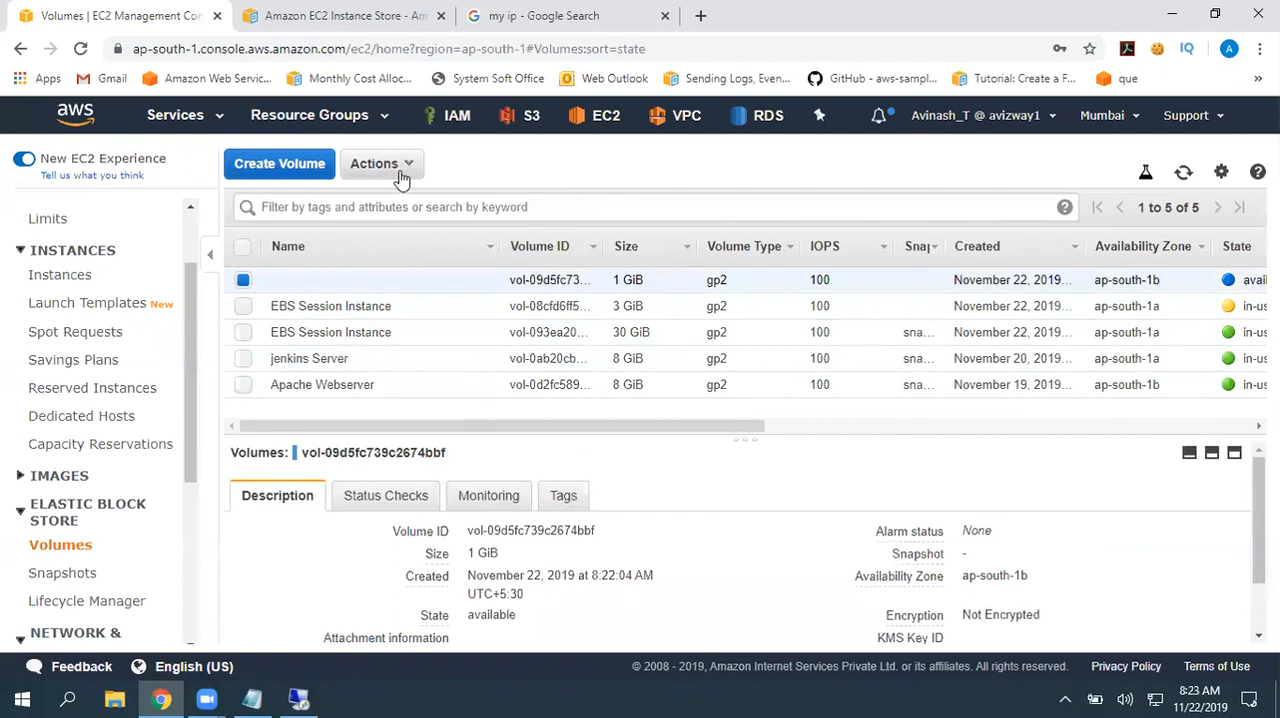 Volumes | EC2 Management Con
Amazon EC2 Instance Store - Am
my ip - Google Search
ap-south-1.console.aws.amazon.com/ec2/home?region=ap-south-1#Volumes:sort=state
Apps
Gmail
Amazon Web Servic...
Monthly Cost Alloc...
System Soft Office
Web Outlook
Sending Logs, Even...
GitHub - aws-sampl...
Tutorial: Create a F...
que
aws
Services
Resource Groups
IAM
S3
EC2
VPC
RDS
Avinash_T @ avizway1
Mumbai
Support
New EC2 Experience
Tell us what you think
Limits
INSTANCES
Instances
Launch Templates New
Spot Requests
Savings Plans
Reserved Instances
Dedicated Hosts
Capacity Reservations
IMAGES
ELASTIC BLOCK
STORE
Volumes
Snapshots
Lifecycle Manager
NETWORK &
Create Volume
Actions
Filter by tags and attributes or search by keyword
1 to 5 of 5
Name Volume ID Size Volume Type IOPS Snap Created Availability Zone State
vol-09d5fc73... 1 GiB gp2 100 November 22, 2019... ap-south-1b avai
EBS Session Instance vol-08cfd6ff5... 3 GiB gp2 100 November 22, 2019... ap-south-1a in-us
EBS Session Instance vol-093ea20... 30 GiB gp2 100 sna... November 22, 2019... ap-south-1a in-us
jenkins Server vol-0ab20cb... 8 GiB gp2 100 sna... November 20, 2019... ap-south-1a in-us
Apache Webserver vol-0d2fc589... 8 GiB gp2 100 sna... November 19, 2019... ap-south-1b in-us
Volumes: vol-09d5fc739c2674bbf
Description
Status Checks
Monitoring
Tags
Volume ID vol-09d5fc739c2674bbf
Size 1 GiB
Created November 22, 2019 at 8:22:04 AM
UTC+5:30
State available
Attachment information
Alarm status None
Snapshot -
Availability Zone ap-south-1b
Encryption Not Encrypted
KMS Key ID
Feedback
English (US)
© 2008 - 2019, Amazon Internet Services Private Ltd. or its affiliates. All rights reserved.
Privacy Policy
Terms of Use
8:23 AM
11/22/2019